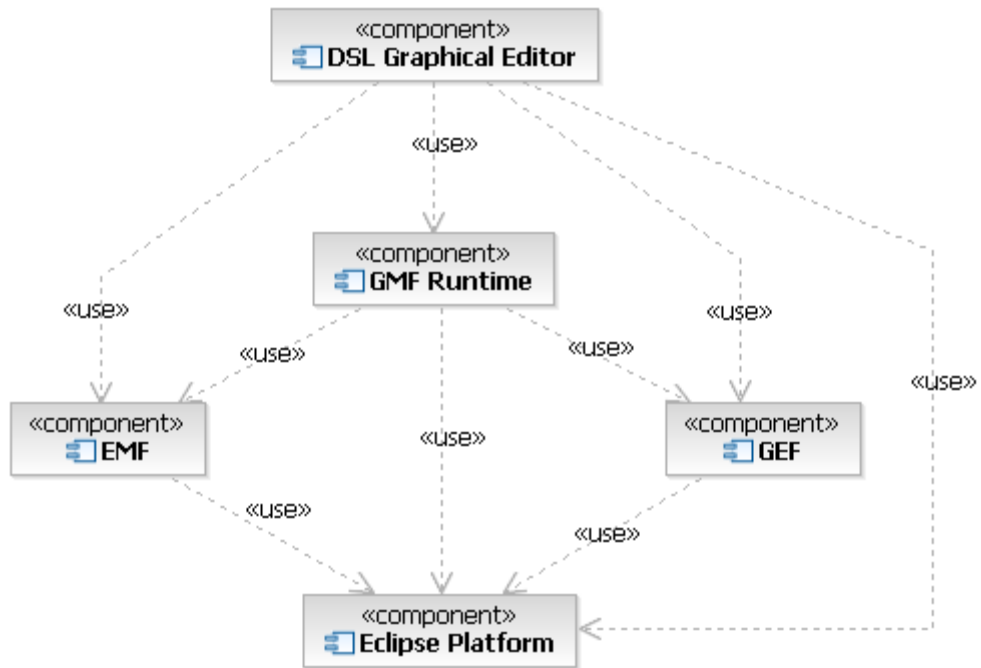 «component»
DSL Graphical Editor
«use»
«component»
GMF Runtime
«use»
«use»
«use»
«use»
«use»
«use»
«component»
EMF
«component»
GEF
«use»
«use»
«use»
«component»
Eclipse Platform